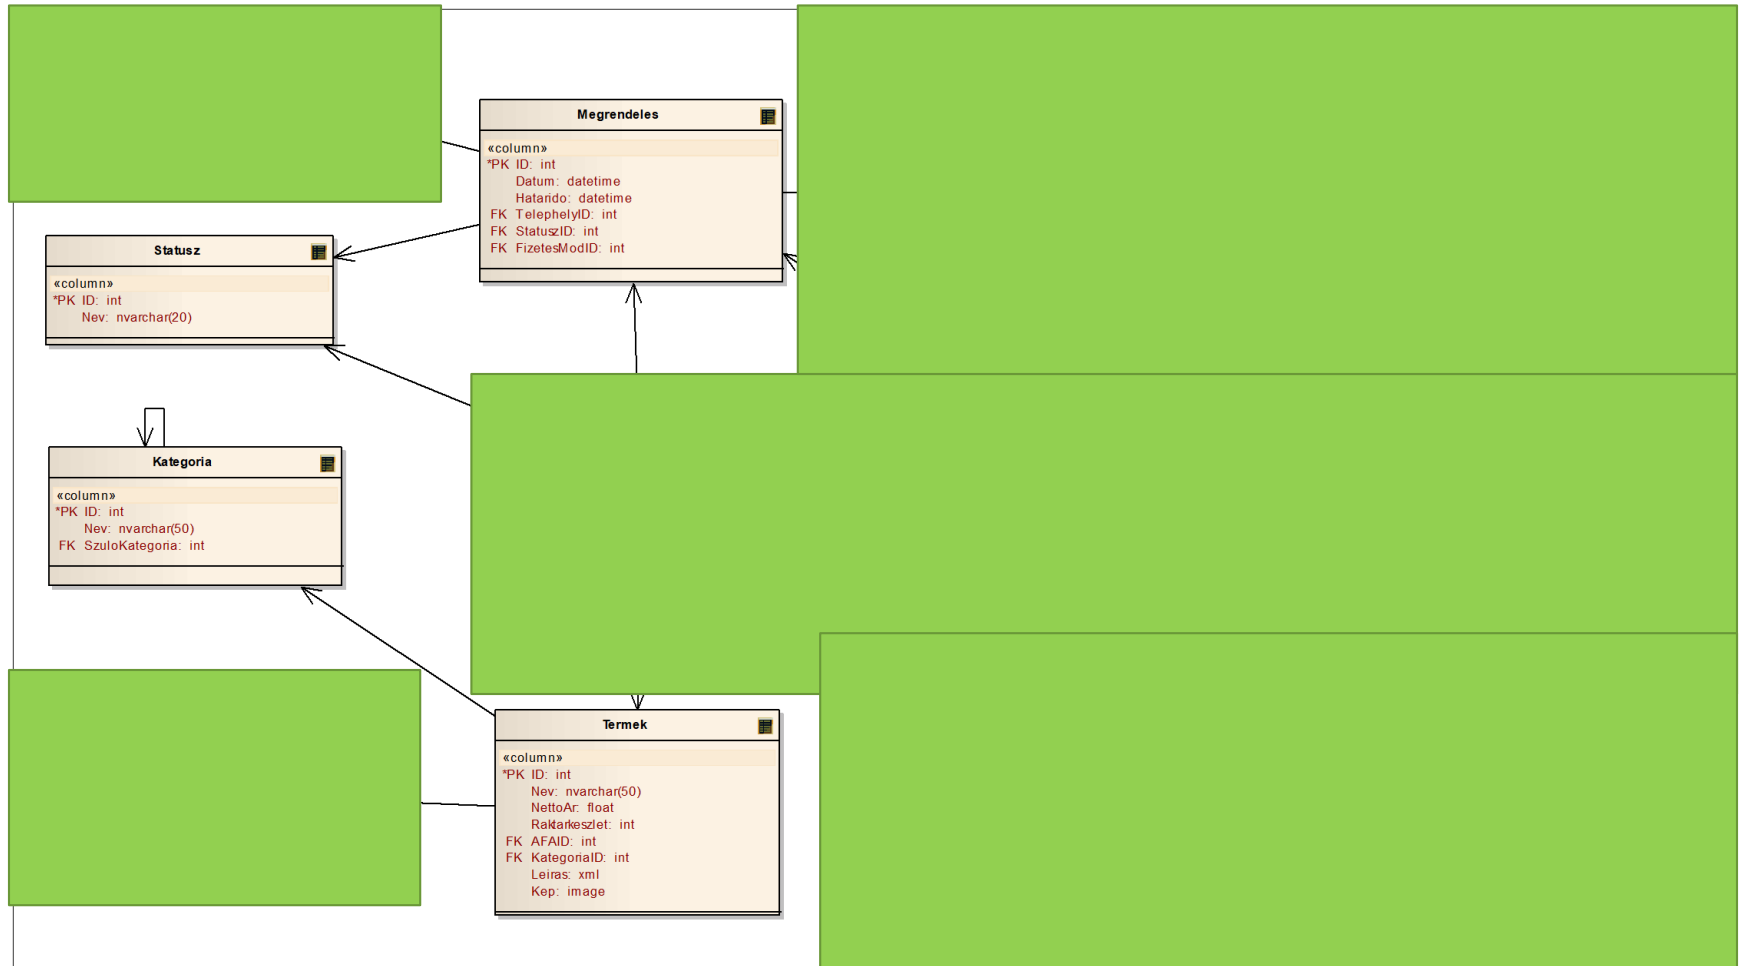 Megrendeles
«column»
*PK ID: int
Datum: datetime
Hatarido: datetime
FK TelephelyID: int
FK StatuszID: int
FK FizetesModID: int
Statusz
«column»
*PK ID: int
Nev: nvarchar(20)
Kategoria
«column»
*PK ID: int
Nev: nvarchar(50)
FK SzuloKategoria: int
Termek
«column»
*PK ID: int
Nev: nvarchar(50)
NettoAr: float
Raktarkeszlet: int
FK AFAID: int
FK KategoriaID: int
Leiras: xml
Kep: image